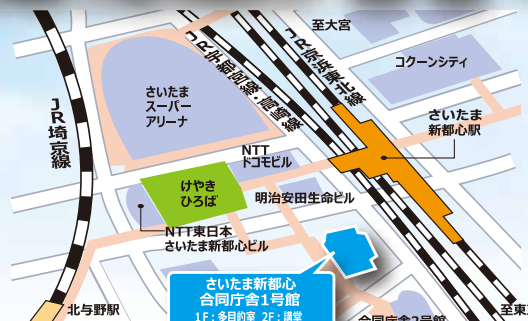 至大宮
JR京浜東北線
JR宇都宮線・高崎線
コクーンシティ
さいたま
スーパー
アリーナ
JR埼京線
さいたま
新都心駅
NTT
ドコモビル
けやき
ひろば
明治安田生命ビル
NTT東日本
さいたま新都心ビル
さいたま新都心
合同庁舎1号館
1F：多目的室 2F：講堂
北与野駅
合同庁舎2号館
至東